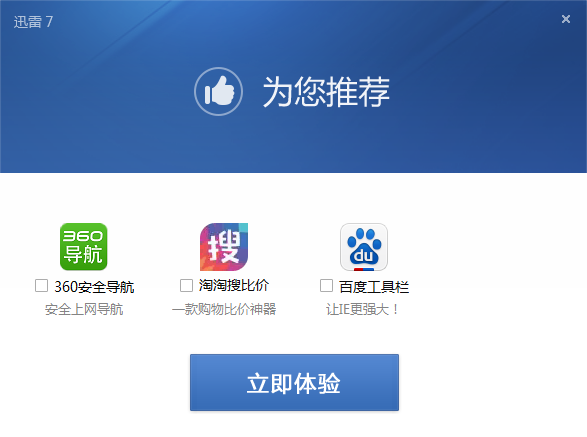 迅雷 7
为您推荐
360
导航
搜
du
360安全导航
淘淘搜比价
百度工具栏
安全上网导航
一款购物比价神器
让IE更强大！
立即体验